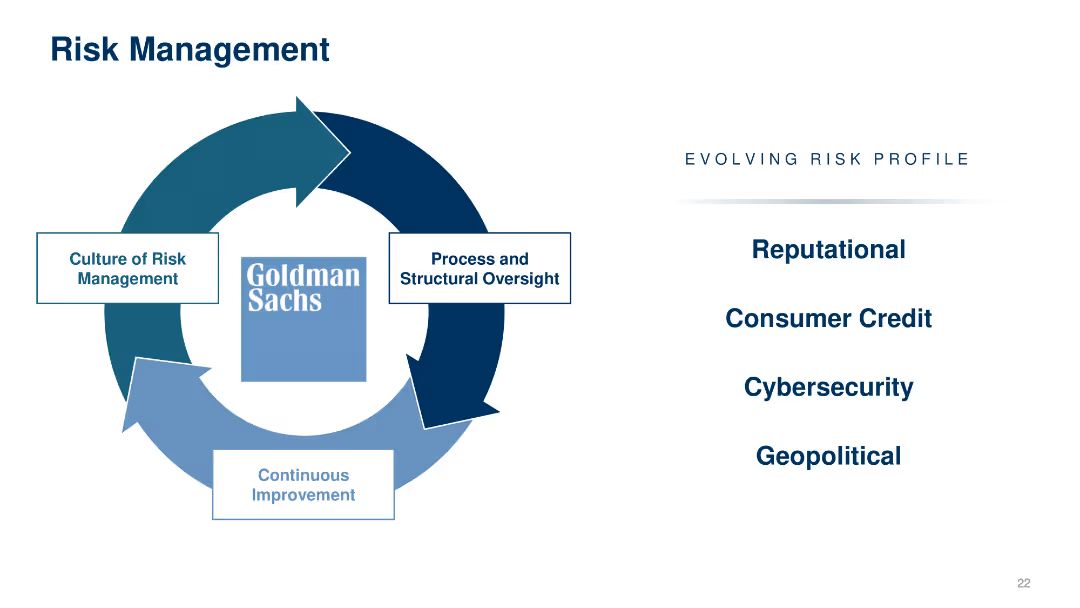 Risk Management
Culture of Risk
Management
Goldman
Sachs
Process and
Structural Oversight
Continuous
Improvement
EVOLVING RISK PROFILE
Reputational
Consumer Credit
Cybersecurity
Geopolitical
22